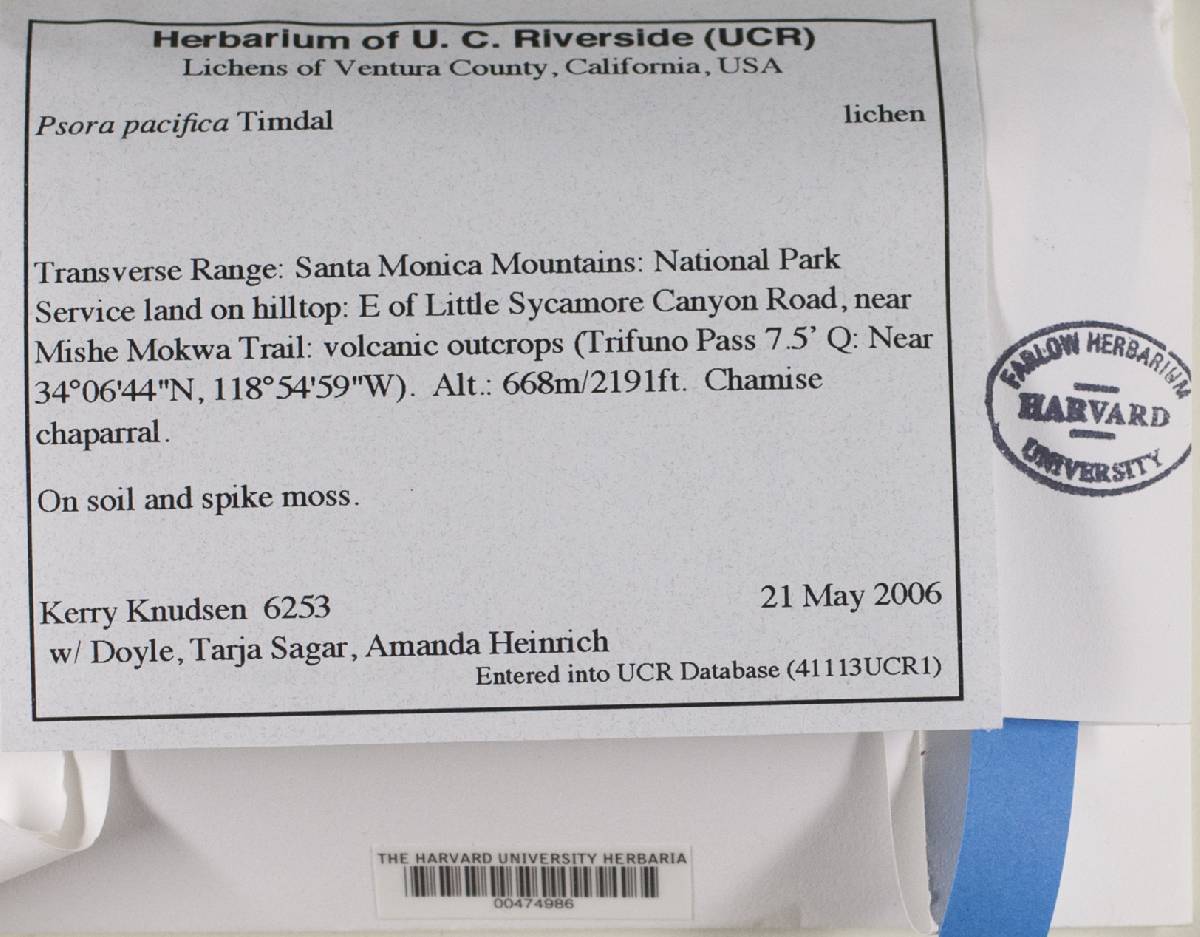 Herbarium of U. C. Riverside (UCR)
Lichens of Ventura County, California, USA
Psora pacifica Timdal lichen
Transverse Range: Santa Monica Mountains: National Park
Service land on hilltop: E of Little Sycamore Canyon Road, near
Mishe Mokwa Trail: volcanic outcrops (Trifuno Pass 7.5’ Q: Near
34°06'44"N, 118°54'59"W). Alt.: 668m/2191ft. Chamise
chaparral.
On soil and spike moss.
Kerry Knudsen 6253 21 May 2006
w/ Doyle, Tarja Sagar, Amanda Heinrich
Entered into UCR Database (41113UCR1)
FARLOW HERBARIUM
HARVARD
UNIVERSITY
THE HARVARD UNIVERSITY HERBARIA
00474986